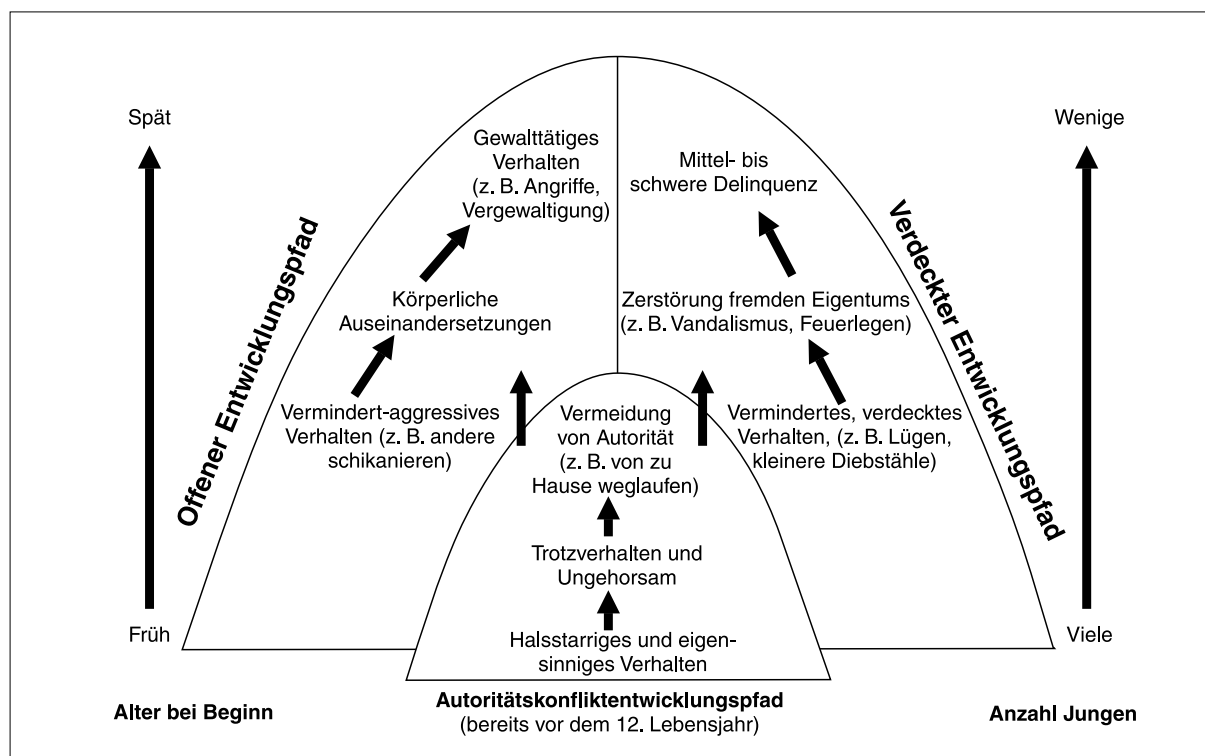 Spät
Früh
Alter bei Beginn
Offener Entwicklungspfad
Gewalttätiges
Verhalten
(z. B. Angriffe,
Vergewaltigung)
Körperliche
Auseinandersetzungen
Vermindert-aggressives
Verhalten (z. B. andere
schikanieren)
Vermeidung
von Autorität
(z. B. von zu
Hause weglaufen)
Trotzverhalten und
Ungehorsam
Halsstarriges und eigen-
sinniges Verhalten
Autoritätskonfliktentwicklungspfad
(bereits vor dem 12. Lebensjahr)
Mittel- bis
schwere Delinquenz
Zerstörung fremden Eigentums
(z. B. Vandalismus, Feuerlegen)
Vermindertes, verdecktes
Verhalten, (z. B. Lügen,
kleinere Diebstähle)
Verdeckter Entwicklungspfad
Wenige
Viele
Anzahl Jungen